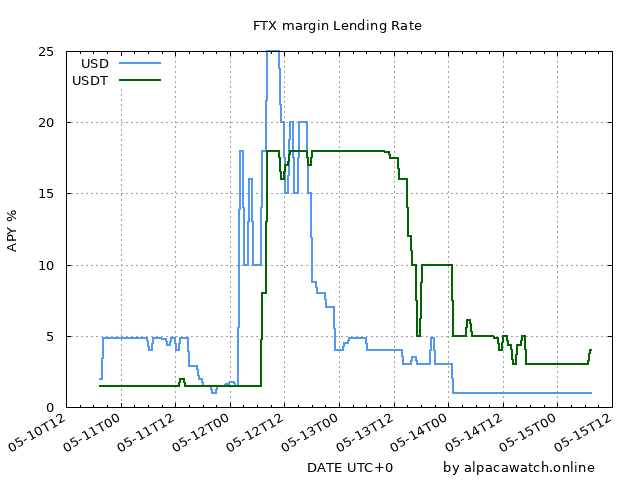 FTX margin Lending Rate
25
20
15
10
5
0
APY %
USD
USDT
05-10T12
05-11T00
05-11T12
05-12T00
05-12T12
05-13T00
05-13T12
05-14T00
05-14T12
05-15T00
05-15T12
DATE UTC+0
by alpacawatch.online